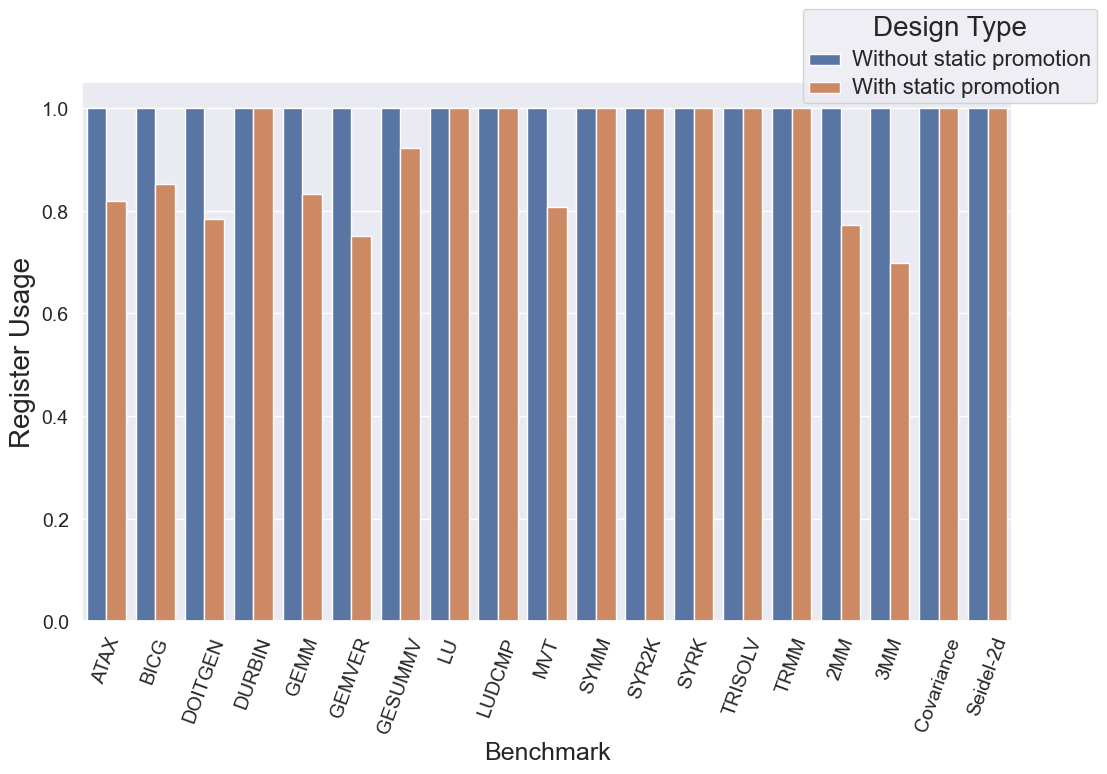 Design Type
Without static promotion
With static promotion
Register Usage
1.0
0.8
0.6
0.4
0.2
0.0
ATAX
BICG
DOITGEN
DURBIN
GEMM
GEMVER
GESUMMV
LU
LUDCMP
MVT
SYMM
SYR2K
SYRK
TRISOLV
TRMM
2MM
3MM
Covariance
Seidel-2d
Benchmark